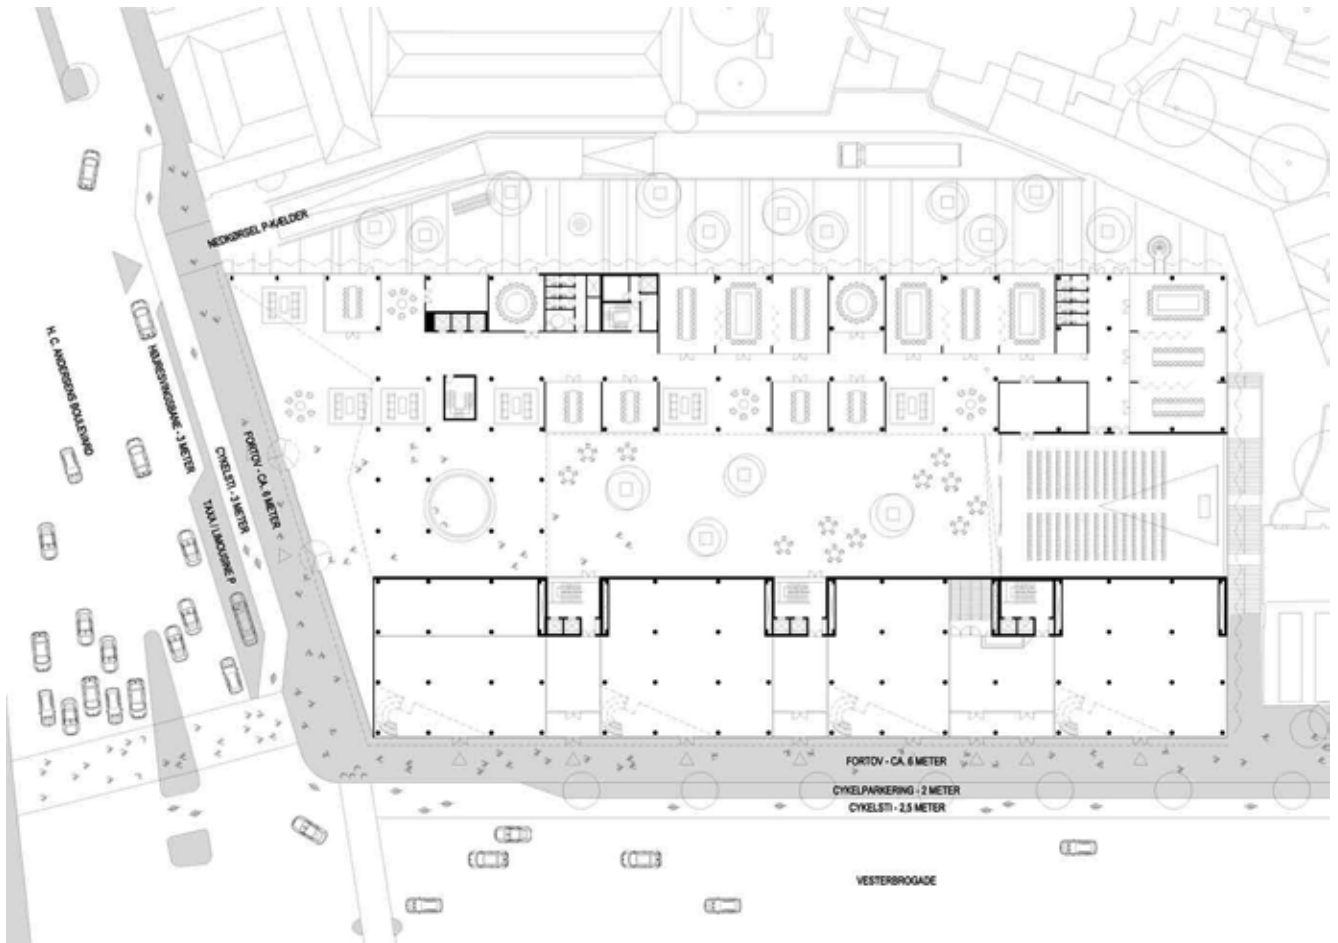 NEDKØRSEL P-KÆLDER
H.C. ANDERSENS BOULEVARD
HØJRESVINGSBANE - 3 METER
CYKELSTI - 3 METER
FORTOV - CA. 6 METER
TAXA / LIMOUSINE P
FORTOV - CA. 6 METER
CYKELPARKERING - 2 METER
CYKELSTI - 2,5 METER
VESTERBROGADE